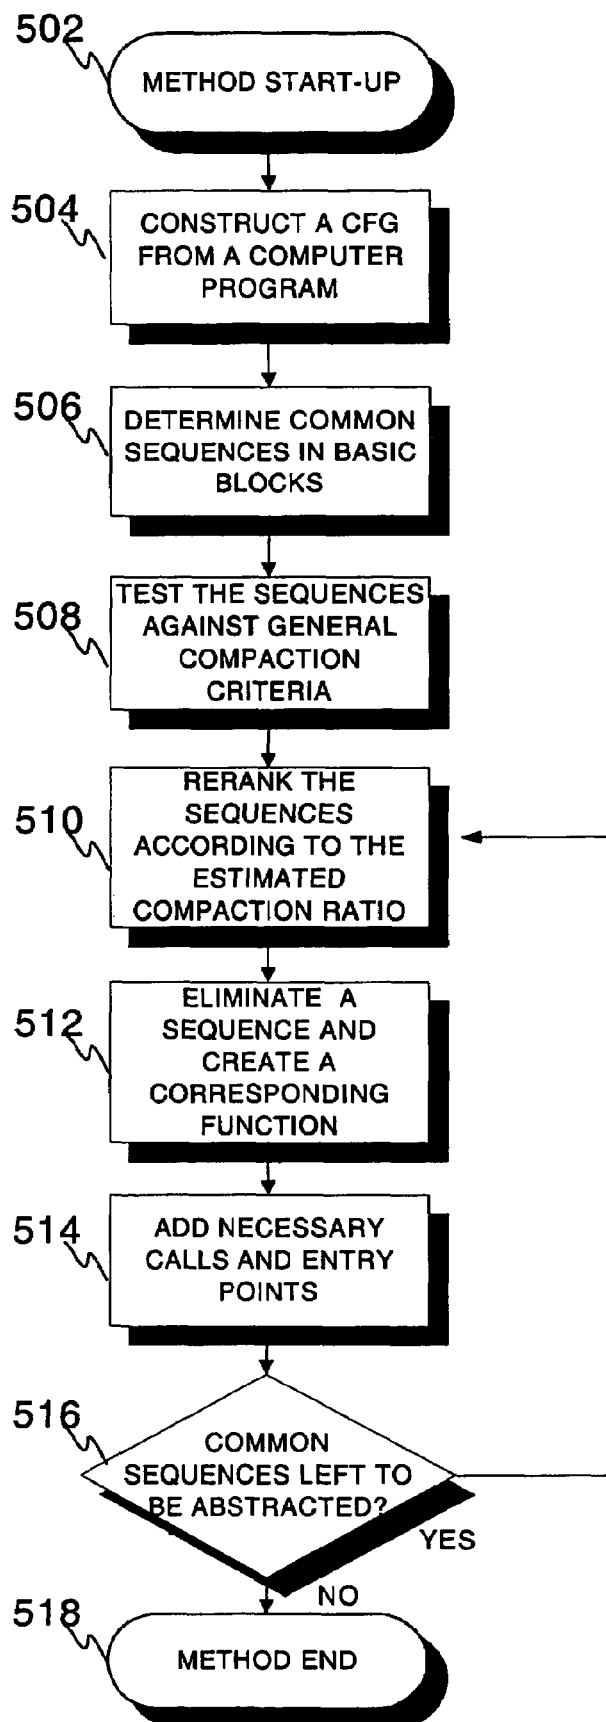 502
METHOD START-UP
504
CONSTRUCT A CFG
FROM A COMPUTER
PROGRAM
506
DETERMINE COMMON
SEQUENCES IN BASIC
BLOCKS
508
TEST THE SEQUENCES
AGAINST GENERAL
COMPACTION
CRITERIA
510
RERANK THE
SEQUENCES
ACCORDING TO THE
ESTIMATED
COMPACTION RATIO
512
ELIMINATE A
SEQUENCE AND
CREATE A
CORRESPONDING
FUNCTION
514
ADD NECESSARY
CALLS AND ENTRY
POINTS
516
COMMON
SEQUENCES LEFT TO
BE ABSTRACTED?
YES
NO
518
METHOD END